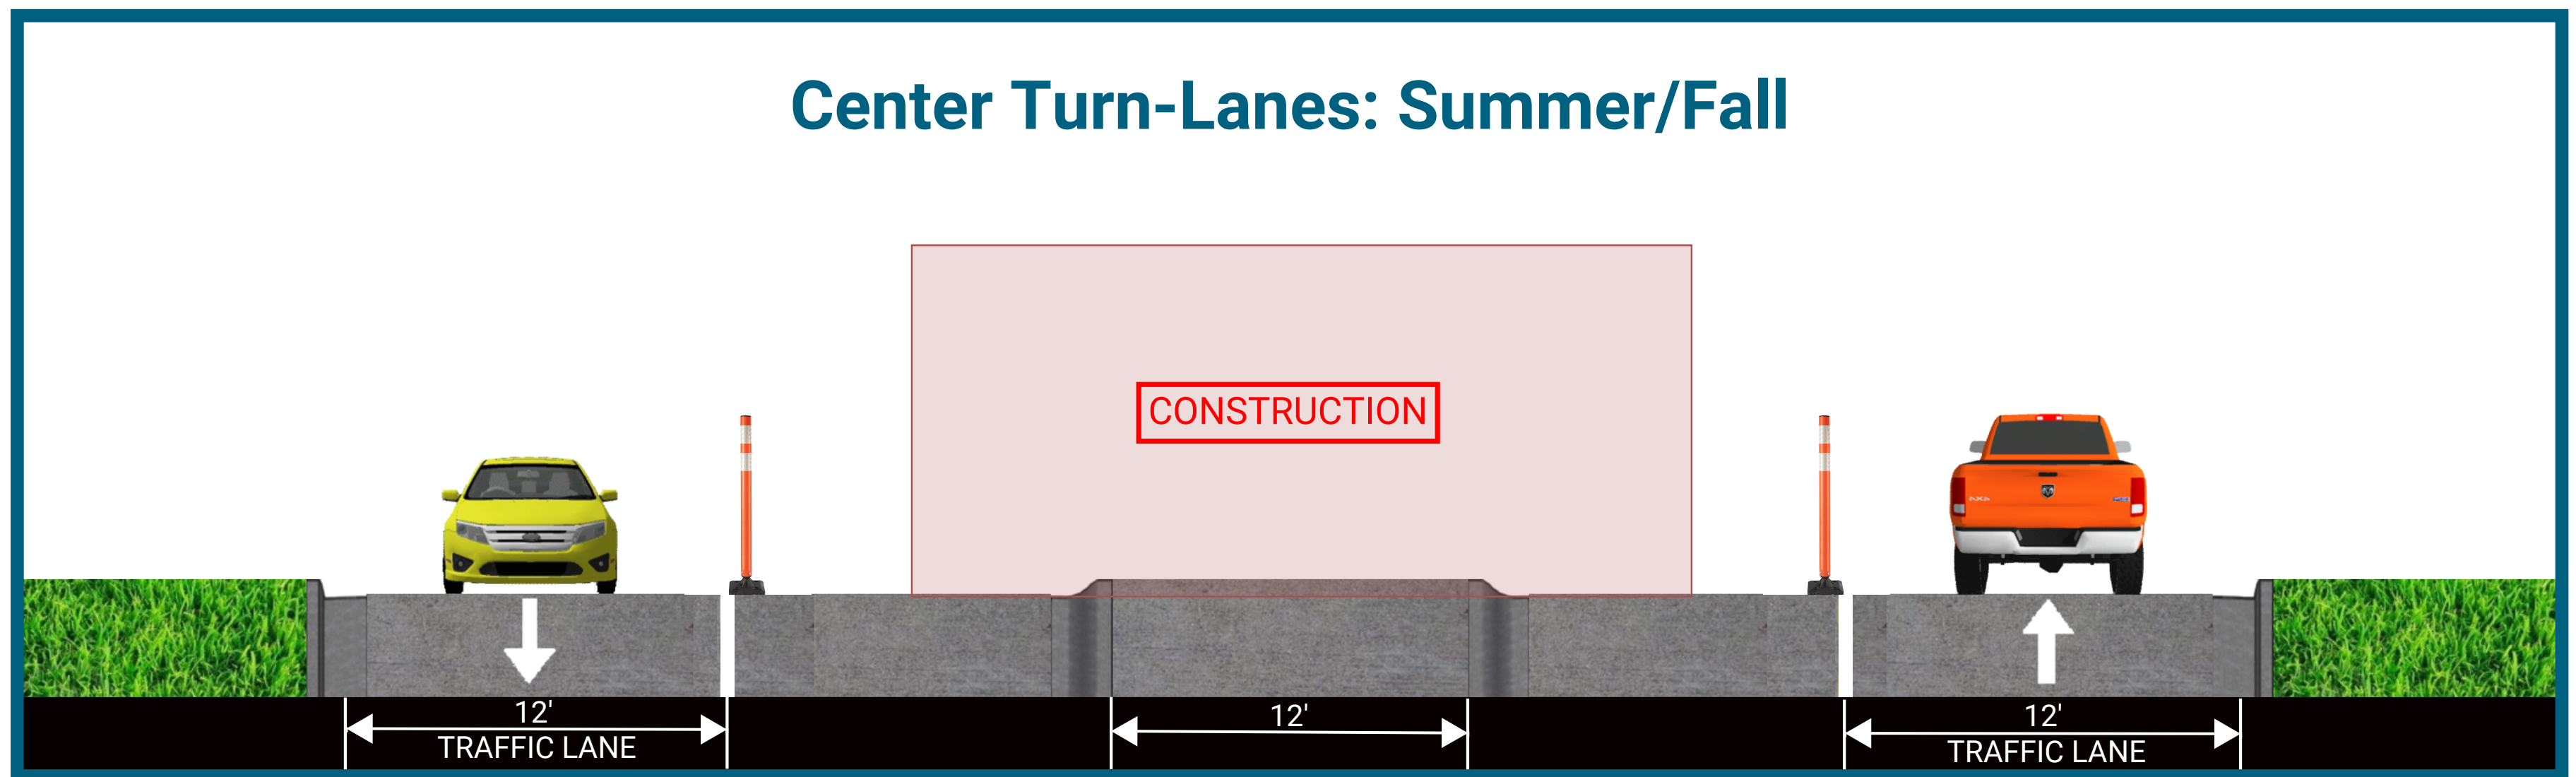 Center Turn-Lanes: Summer/Fall
CONSTRUCTION
12'
TRAFFIC LANE
12'
12'
TRAFFIC LANE